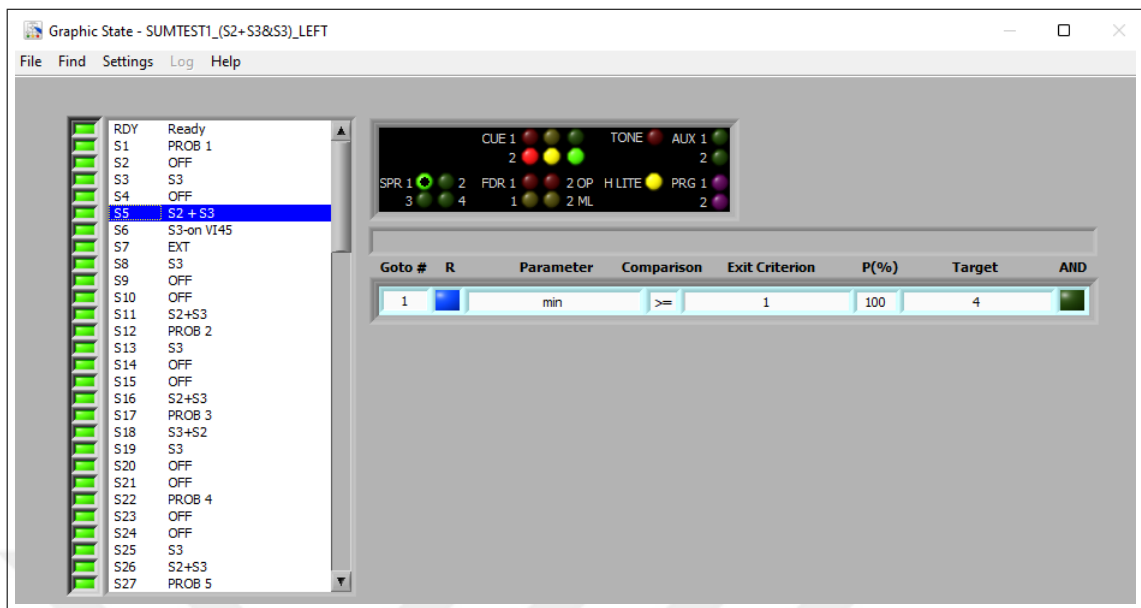 Graphic State - SUMTEST1_(S2+S3&S3)_LEFT
File Find Settings Log Help
RDY Ready
S1 PROB 1
S2 OFF
S3 S3
S4 OFF
S5 S2 + S3
S6 S3-on VI45
S7 EXT
S8 S3
S9 OFF
S10 OFF
S11 S2+S3
S12 PROB 2
S13 S3
S14 OFF
S15 OFF
S16 S2+S3
S17 PROB 3
S18 S3+S2
S19 S3
S20 OFF
S21 OFF
S22 PROB 4
S23 OFF
S24 OFF
S25 S3
S26 S2+S3
S27 PROB 5
CUE 1 TONE AUX 1
2 2
SPR 1 2 FDR 1 2 OP H LITE PRG 1
3 4 1 2 ML 2
Goto # R Parameter Comparison Exit Criterion P(%) Target AND
1 min >= 1 100 4